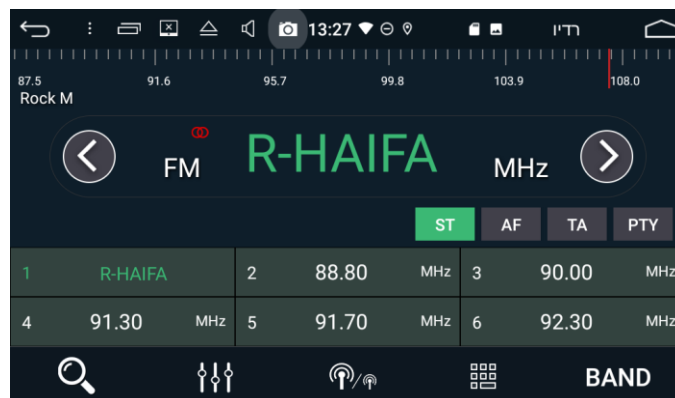 13:27 רדיו
87.5 91.6 95.7 99.8 103.9 108.0
Rock M
FM R-HAIFA MHz
ST AF TA PTY
1 R-HAIFA 2 88.80 MHz 3 90.00 MHz
4 91.30 MHz 5 91.70 MHz 6 92.30 MHz
BAND